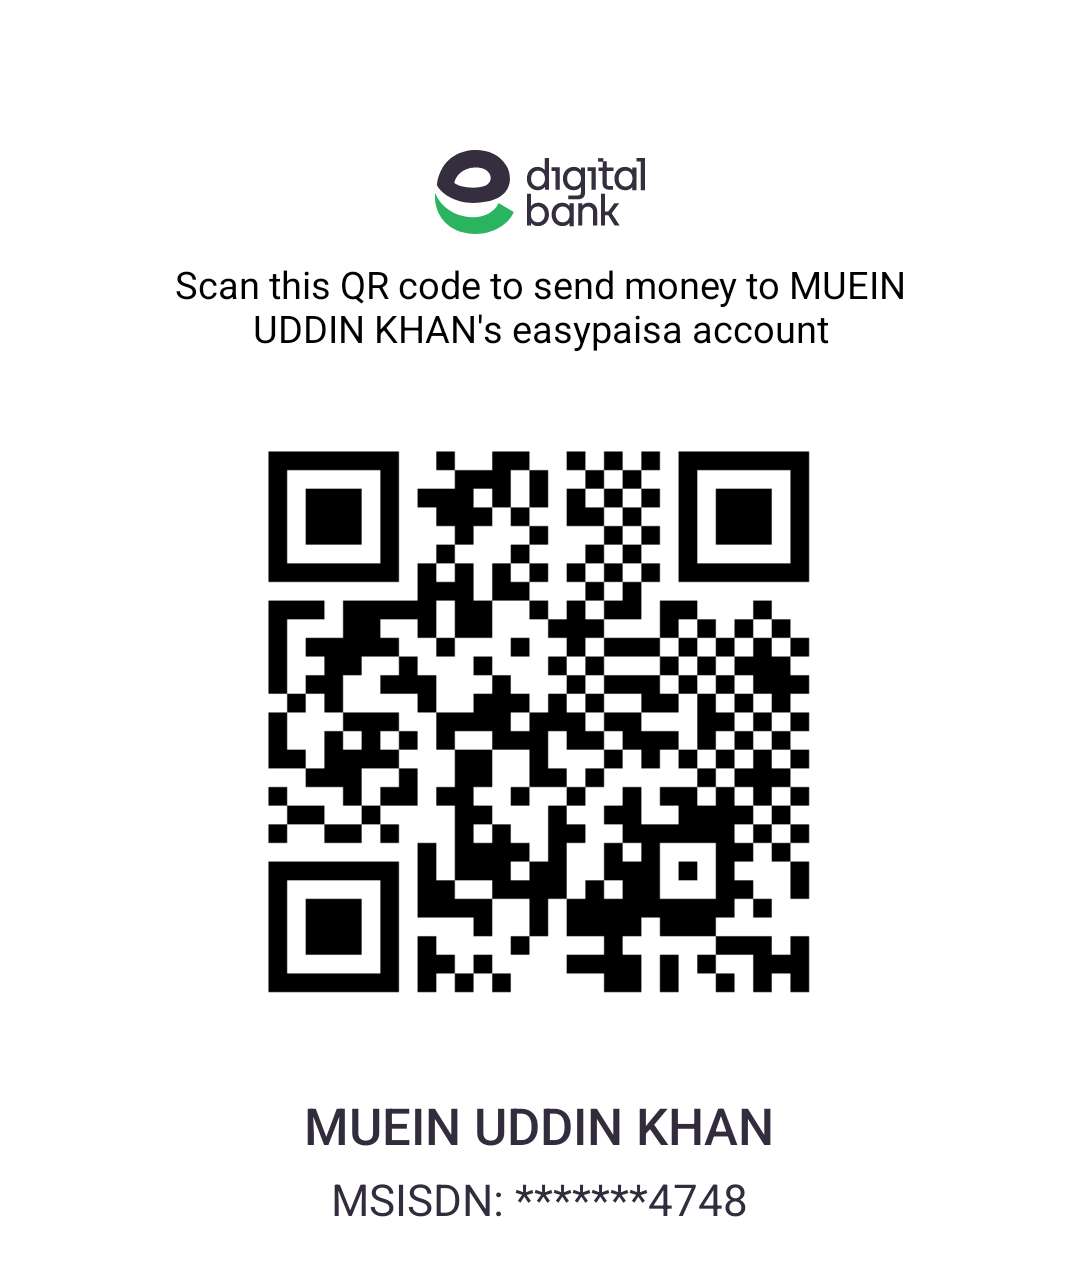 digital
bank
Scan this QR code to send money to MUEIN
UDDIN KHAN's easypaisa account
MUEIN UDDIN KHAN
MSISDN: *******4748